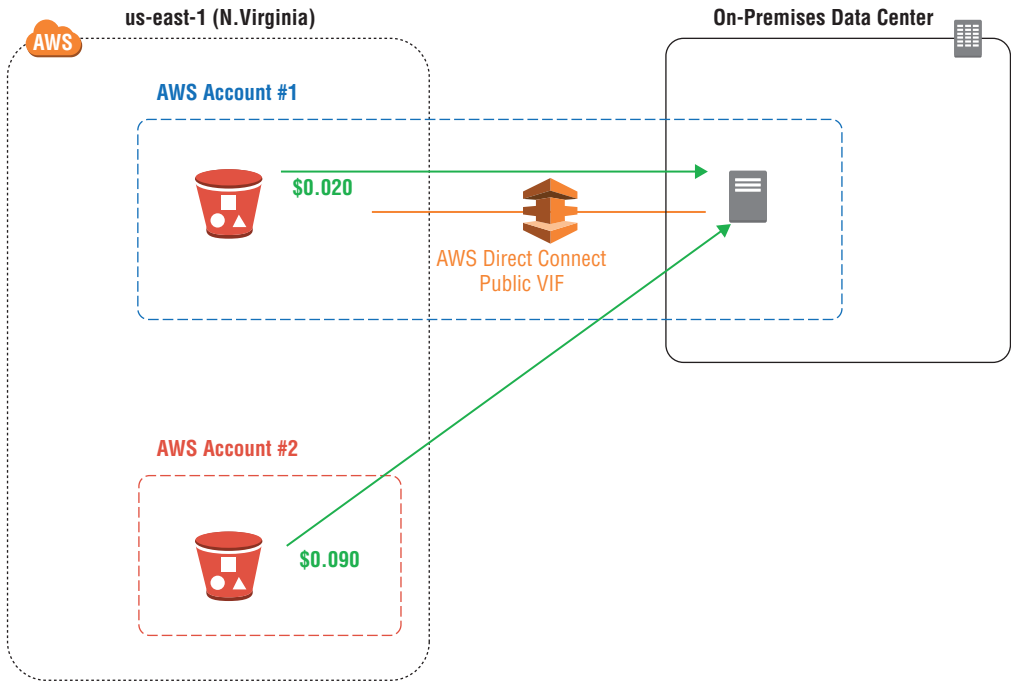 us-east-1 (N.Virginia)
On-Premises Data Center
AWS
AWS Account #1
$0.020
AWS Direct Connect
Public VIF
AWS Account #2
$0.090